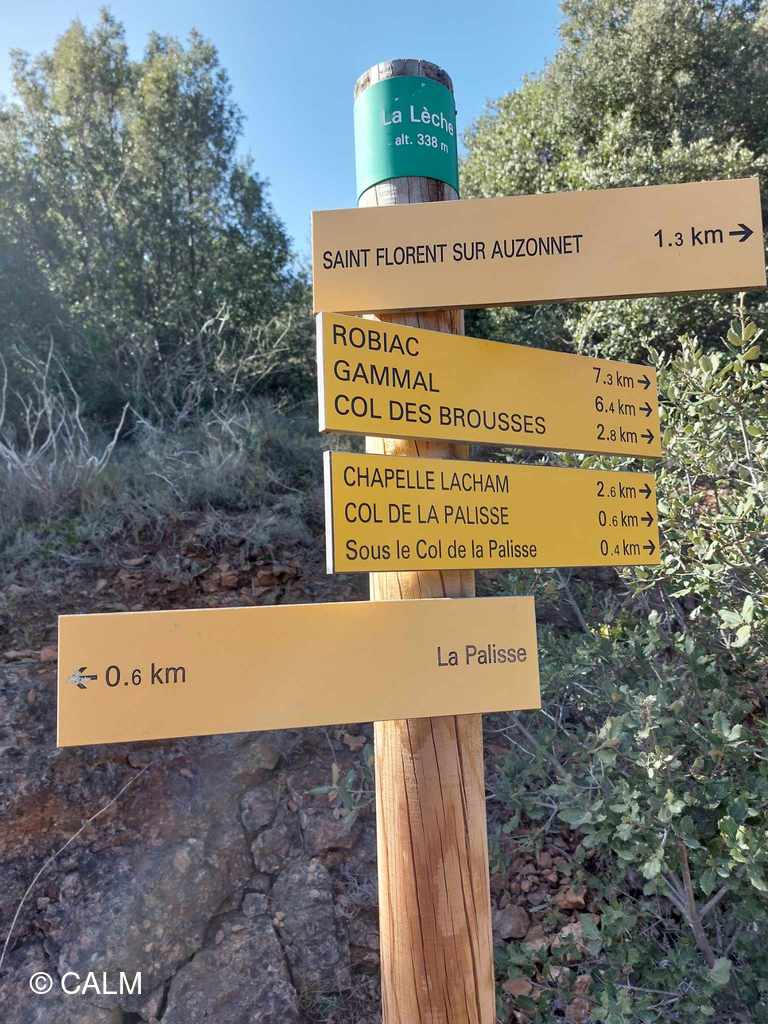 La Lèche
alt. 338 m
SAINT FLORENT SUR AUZONNET 1.3 km →
ROBIAC 7.3 km →
GAMMAL 6.4 km →
COL DES BROUSSES 2.8 km →
CHAPELLE LACHAM 2.6 km →
COL DE LA PALISSE 0.6 km →
Sous le Col de la Palisse 0.4 km →
← 0.6 km La Palisse
© CALM